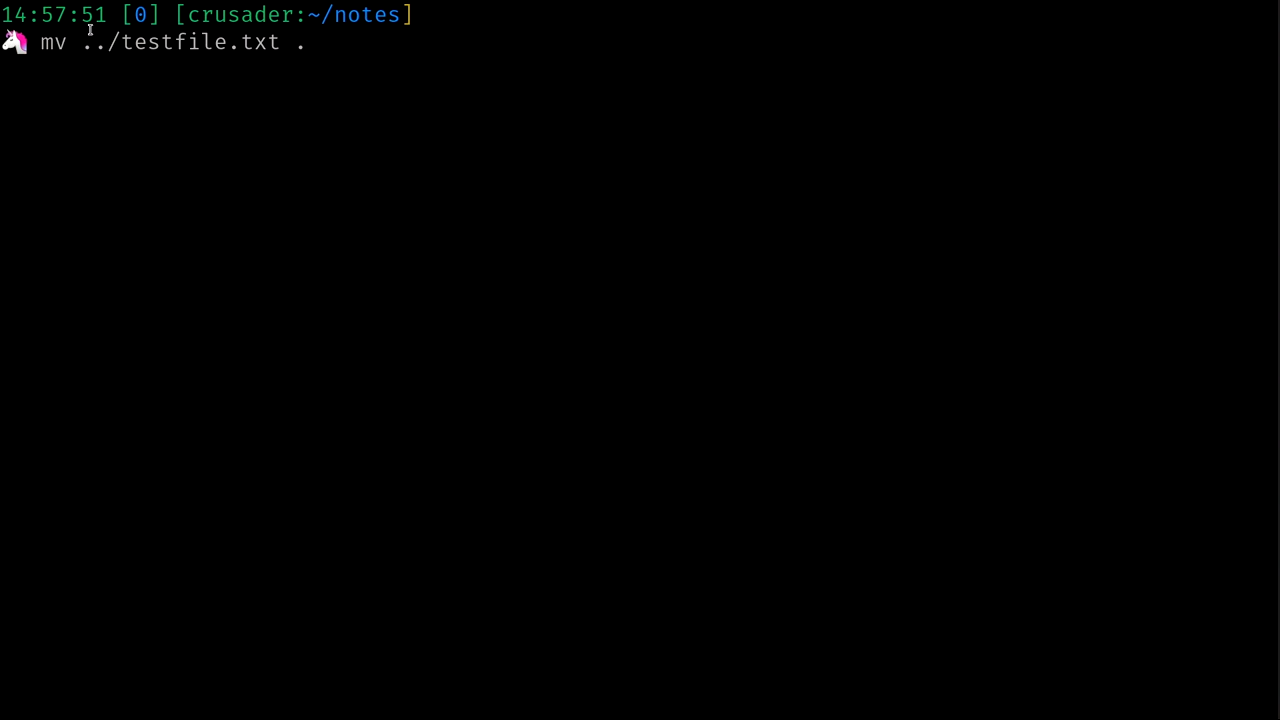 14:57:51 [0] [crusader:~/notes]
🦄 mv ../testfile.txt .